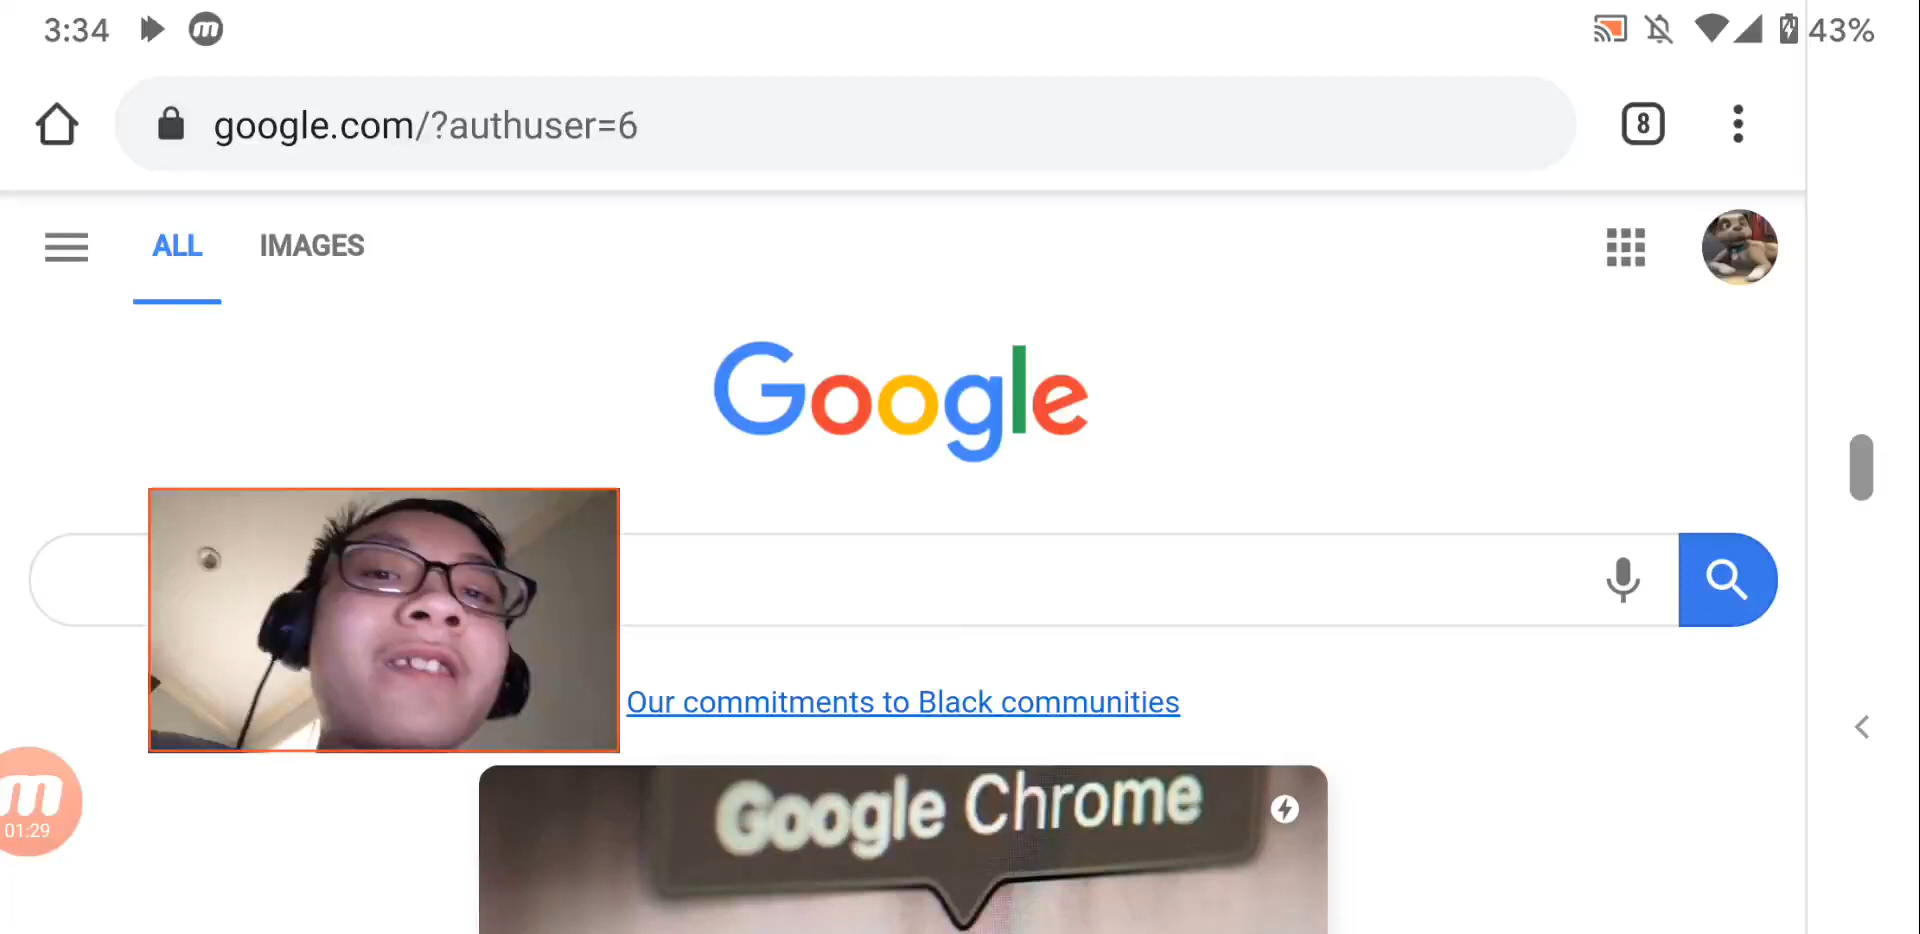 3:34
43%
google.com/?authuser=6
8
ALL IMAGES
Google
Our commitments to Black communities
Google Chrome
m
01:29